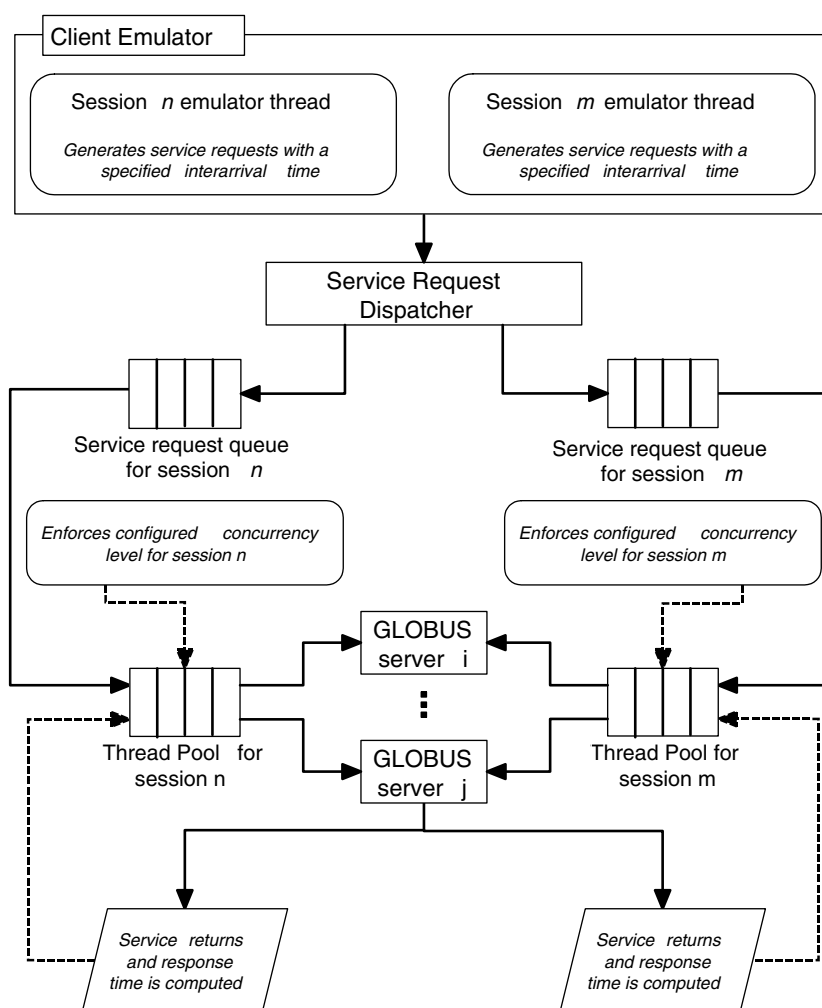 Client Emulator
Session n emulator thread
Generates service requests with a
specified interarrival time
Session m emulator thread
Generates service requests with a
specified interarrival time
Service Request
Dispatcher
Service request queue
for session n
Service request queue
for session m
Enforces configured concurrency
level for session n
Enforces configured concurrency
level for session m
GLOBUS
server i
Thread Pool for
session n
GLOBUS
server j
Thread Pool for
session m
Service returns
and response
time is computed
Service returns
and response
time is computed